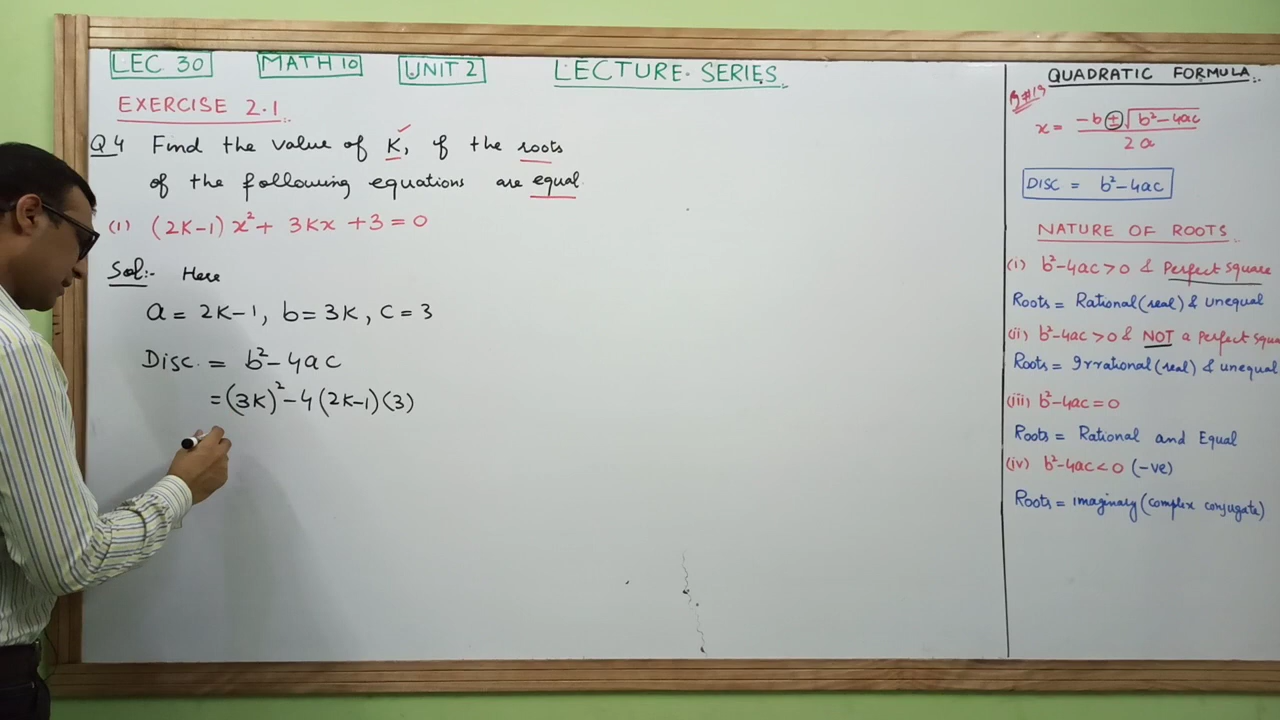 LEC 30 MATH 10 UNIT 2 LECTURE SERIES
EXERCISE 2.1
Q4 Find the value of K, if the roots
of the following equations are equal.
(i) (2K-1)x²+ 3Kx +3=0
Sol:- Here
a= 2K-1, b=3K, c=3
Disc. = b²-4ac
=(3K)²-4(2K-1)(3)
QUADRATIC FORMULA
x= -b±√b²-4ac
2a
DISC = b²-4ac
NATURE OF ROOTS
(i) b²-4ac>0 & Perfect Square
Roots= Rational(real) & unequal
(ii) b²-4ac>0 & NOT a perfect squa
Roots= Irrational(real) & unequal
(iii) b²-4ac=0
Roots= Rational and Equal
(iv) b²-4ac<0 (-ve)
Roots= imaginary(complex conjugate)